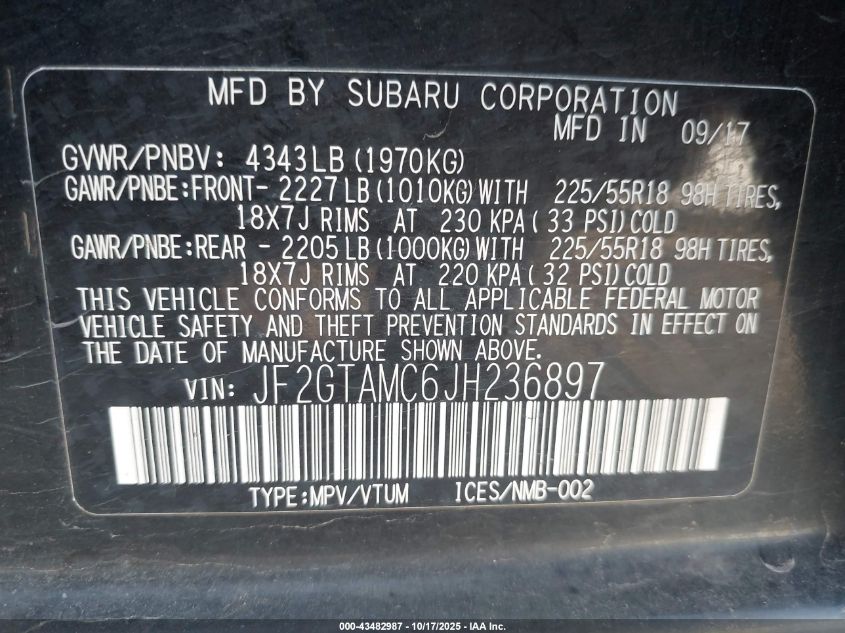 MFD BY SUBARU CORPORATION
MFD IN 09/17
GVWR/PNBV: 4343LB (1970KG)
GAWR/PNBE:FRONT- 2227 LB (1010KG) WITH 225/55R18 98H TIRES,
18X7J RIMS AT 230 KPA ( 33 PSI) COLD
GAWR/PNBE:REAR - 2205 LB (1000KG) WITH 225/55R18 98H TIRES,
18X7J RIMS AT 220 KPA ( 32 PSI) COLD
THIS VEHICLE CONFORMS TO ALL APPLICABLE FEDERAL MOTOR
VEHICLE SAFETY AND THEFT PREVENTION STANDARDS IN EFFECT ON
THE DATE OF MANUFACTURE SHOWN ABOVE.
VIN: JF2GTAMC6JH236897
TYPE:MPV/VTUM ICES/NMB-002
000-43482987 - 10/17/2025 - IAA Inc.